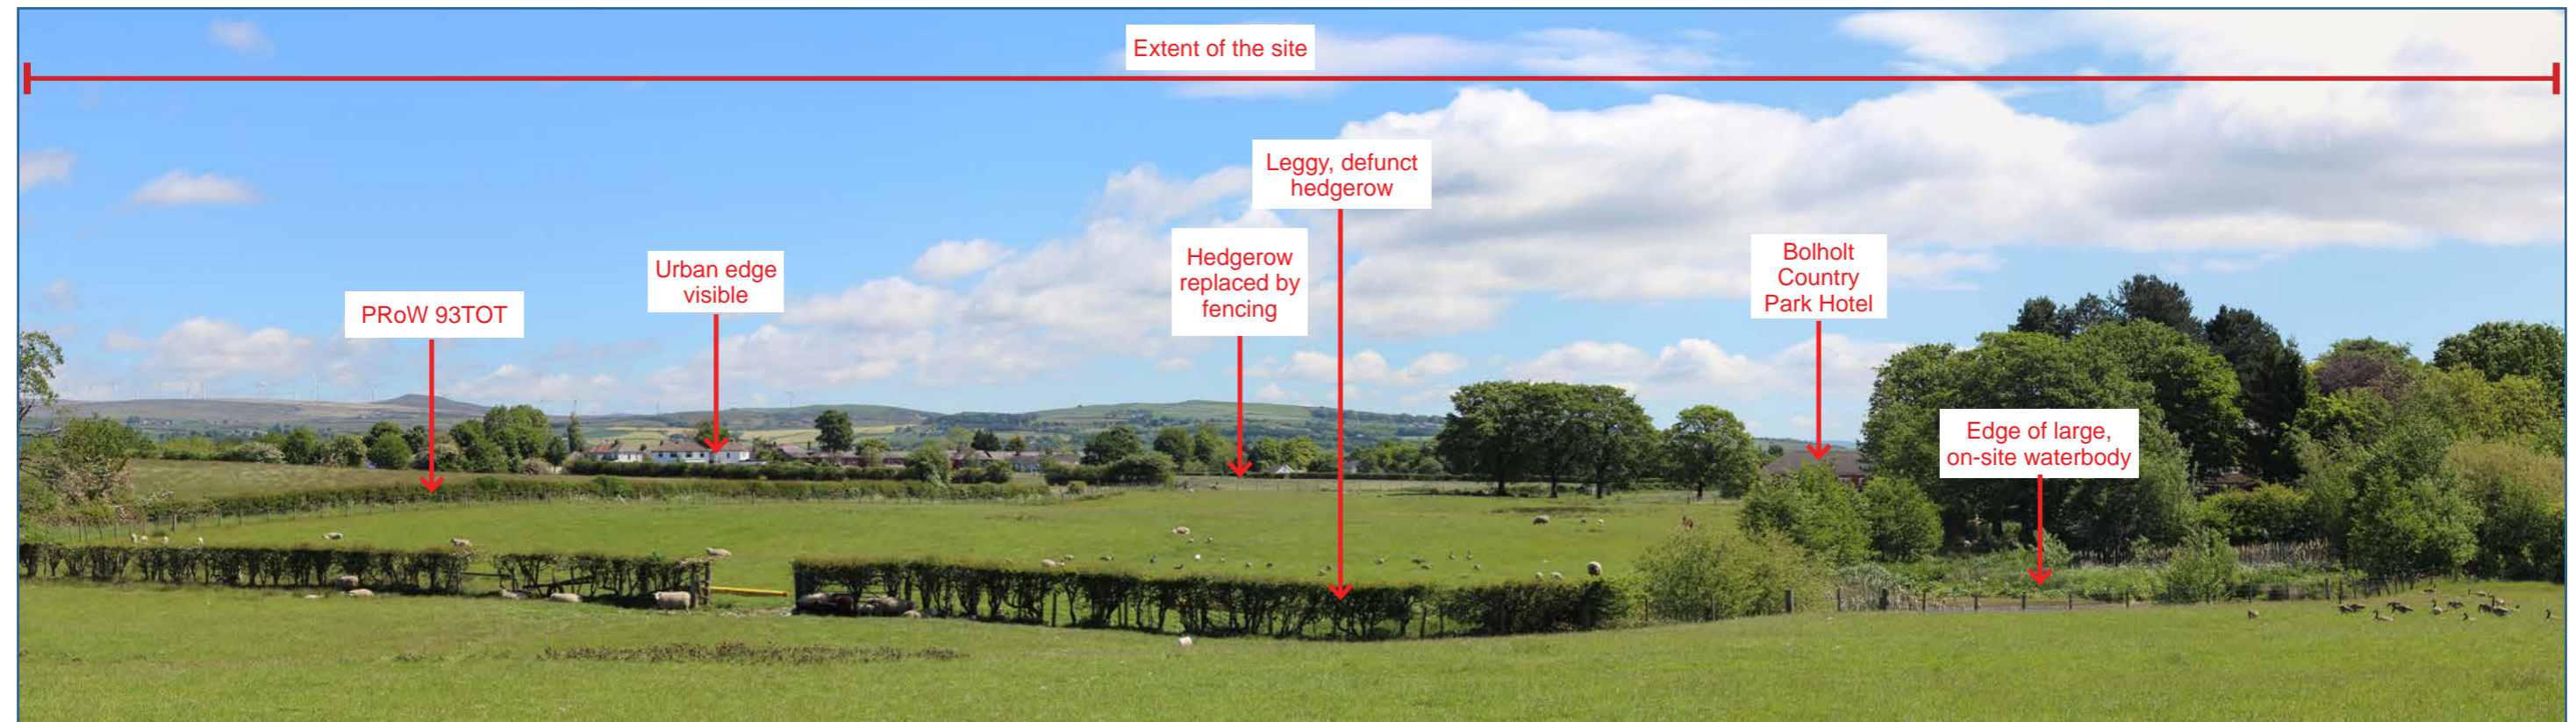 Extent of the site
Leggy, defunct
hedgerow
Hedgerow
replaced by
fencing
Bolholt
Country
Park Hotel
Urban edge
visible
PRoW 93TOT
Edge of large,
on-site waterbody